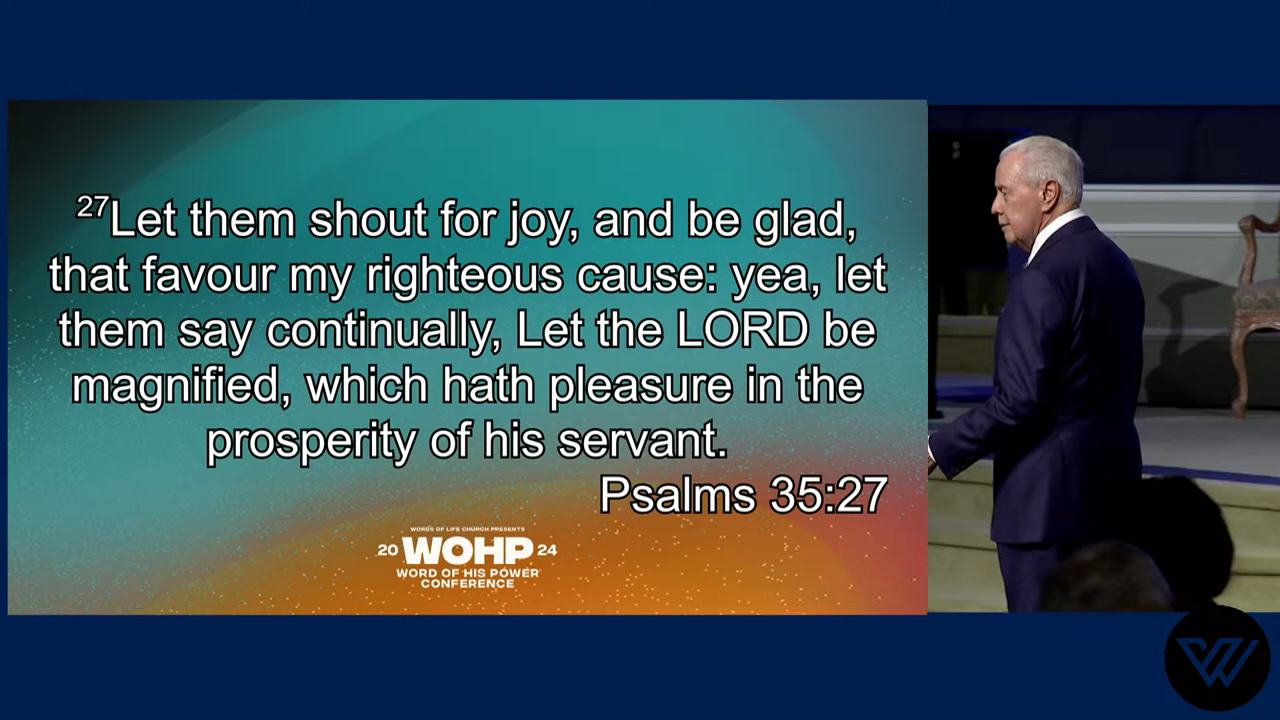 27Let them shout for joy, and be glad,
that favour my righteous cause: yea, let
them say continually, Let the LORD be
magnified, which hath pleasure in the
prosperity of his servant.
Psalms 35:27
WORDS OF LIFE CHURCH PRESENTS
20 WOHP 24
WORD OF HIS POWER
CONFERENCE